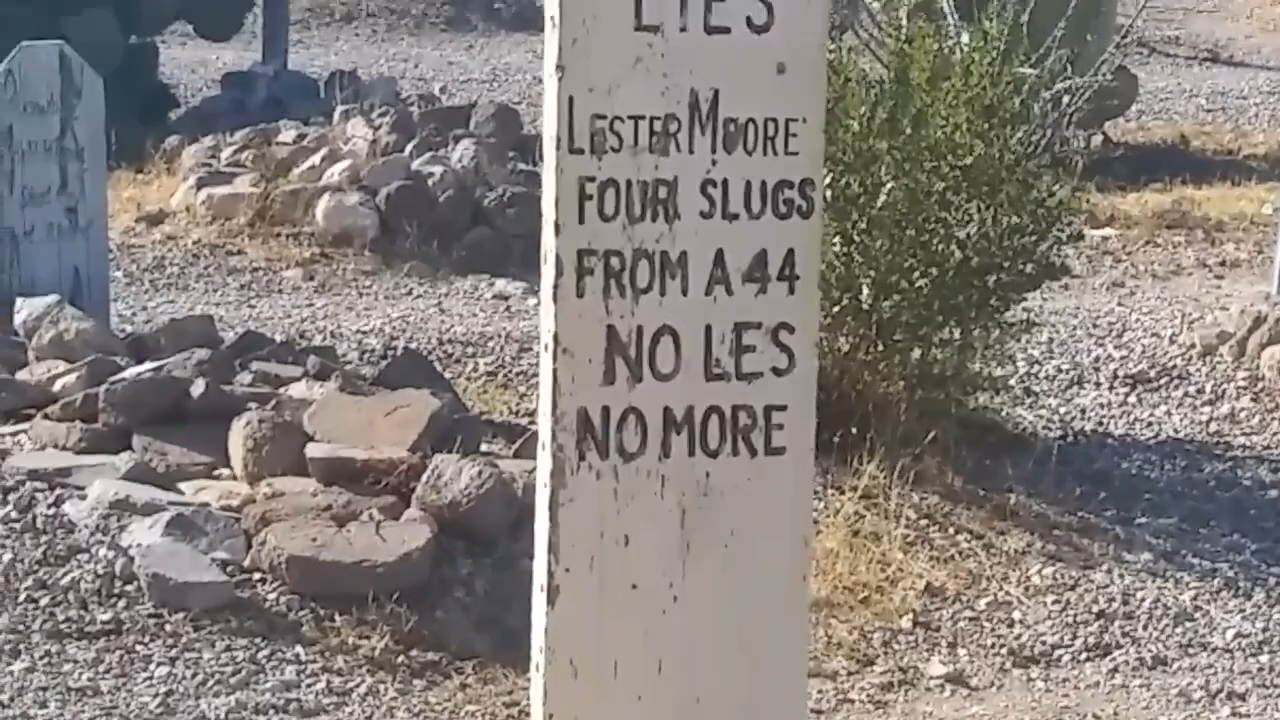 LIES
LESTER MOORE
FOUR SLUGS
FROM A 44
NO LES
NO MORE